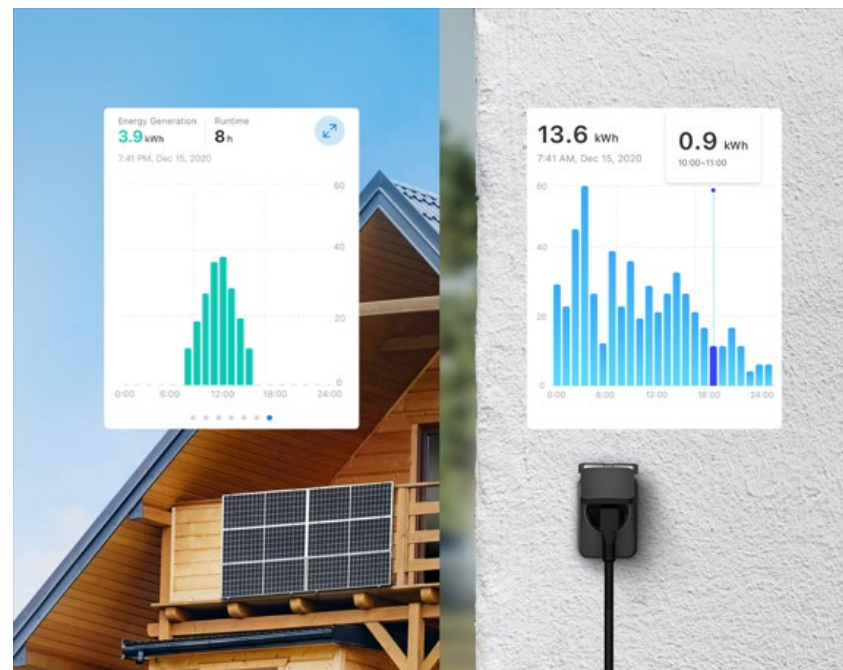 Energy Generation
Runtime
3.9 kWh
8 h
7:41 PM, Dec 15, 2020
60
40
20
0
0:00 6:00 12:00 18:00 24:00
13.6 kWh
7:41 AM, Dec 15, 2020
0.9 kWh
10:00~11:00
60
40
20
0
0:00 6:00 12:00 18:00 24:00